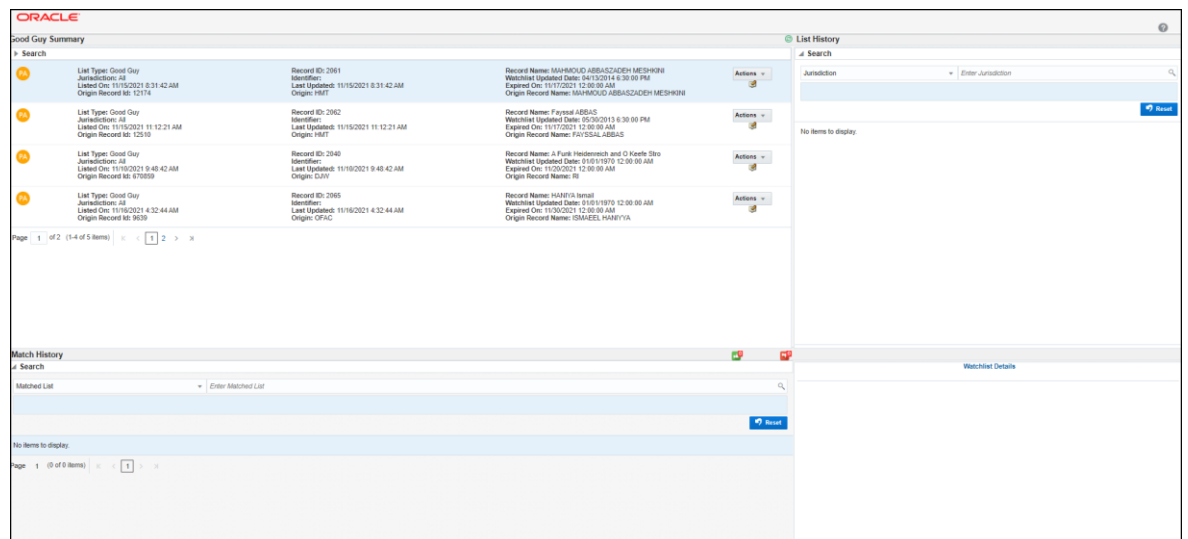 ORACLE
Good Guy Summary
Search
PA
List Type: Good Guy
Jurisdiction: All
Listed On: 11/15/2021 8:31:42 AM
Origin Record Id: 12174
Record ID: 2061
Identifier:
Last Updated: 11/15/2021 8:31:42 AM
Origin: HMT
Record Name: MAHMOUD ABBASZADEH MESHKINI
Watchlist Updated Date: 04/13/2014 6:30:00 PM
Expired On: 11/17/2021 12:00:00 AM
Origin Record Name: MAHMOUD ABBASZADEH MESHKINI
Actions
PA
List Type: Good Guy
Jurisdiction: All
Listed On: 11/15/2021 11:12:21 AM
Origin Record Id: 12510
Record ID: 2062
Identifier:
Last Updated: 11/15/2021 11:12:21 AM
Origin: HMT
Record Name: Fayssal ABBAS
Watchlist Updated Date: 05/30/2013 6:30:00 PM
Expired On: 11/17/2021 12:00:00 AM
Origin Record Name: FAYSSAL ABBAS
Actions
PA
List Type: Good Guy
Jurisdiction: All
Listed On: 11/10/2021 9:48:42 AM
Origin Record Id: 670859
Record ID: 2040
Identifier:
Last Updated: 11/10/2021 9:48:42 AM
Origin: DJW
Record Name: A Funk Heidenreich and O Keefe Stro
Watchlist Updated Date: 01/01/1970 12:00:00 AM
Expired On: 11/20/2021 12:00:00 AM
Origin Record Name: RI
Actions
PA
List Type: Good Guy
Jurisdiction: All
Listed On: 11/16/2021 4:32:44 AM
Origin Record Id: 9639
Record ID: 2065
Identifier:
Last Updated: 11/16/2021 4:32:44 AM
Origin: OFAC
Record Name: HANIYA Ismail
Watchlist Updated Date: 01/01/1970 12:00:00 AM
Expired On: 11/30/2021 12:00:00 AM
Origin Record Name: ISMAEEL HANIYYA
Actions
Page 1 of 2 (1-4 of 5 items) 1 2
List History
Search
Jurisdiction Enter Jurisdiction
Reset
No items to display.
Match History
Search
Matched List Enter Matched List
Reset
No items to display.
Page 1 (0 of 0 items) 1
Watchlist Details